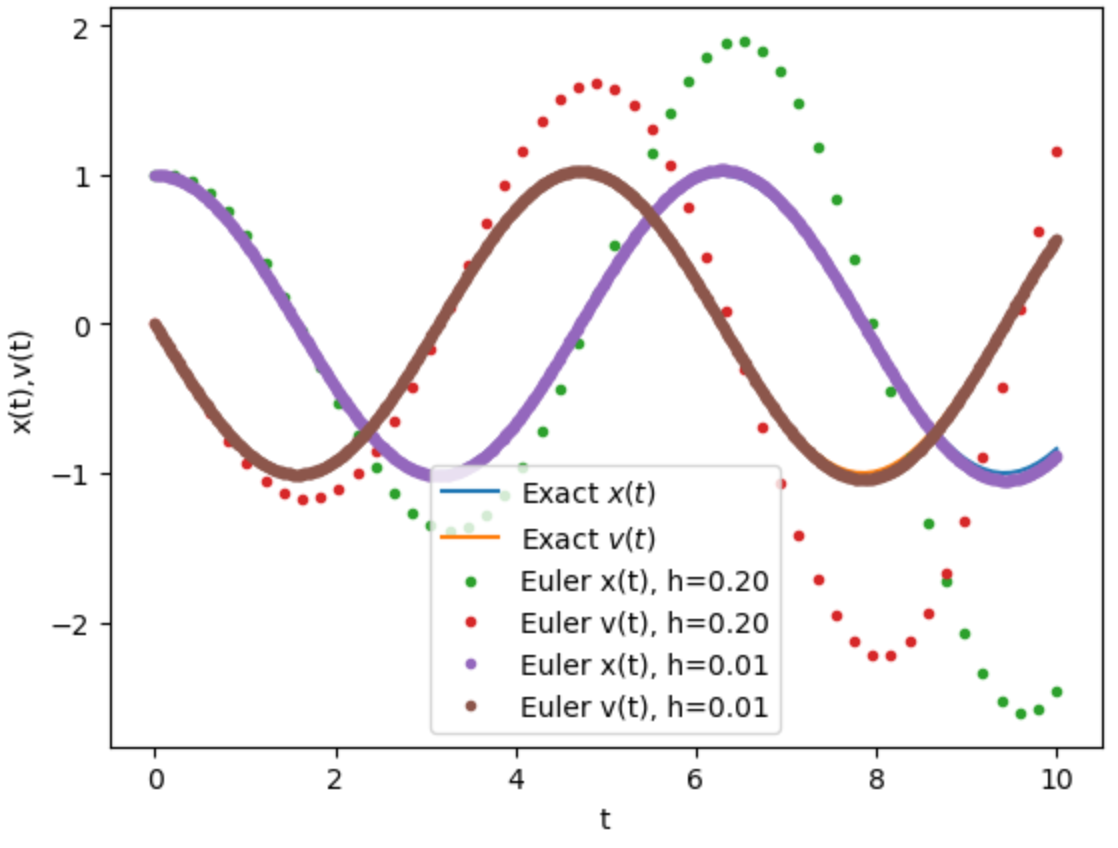 2
1
0
−1
−2
x(t),v(t)
Exact x(t)
Exact v(t)
Euler x(t), h=0.20
Euler v(t), h=0.20
Euler x(t), h=0.01
Euler v(t), h=0.01
0 2 4 6 8 10
t